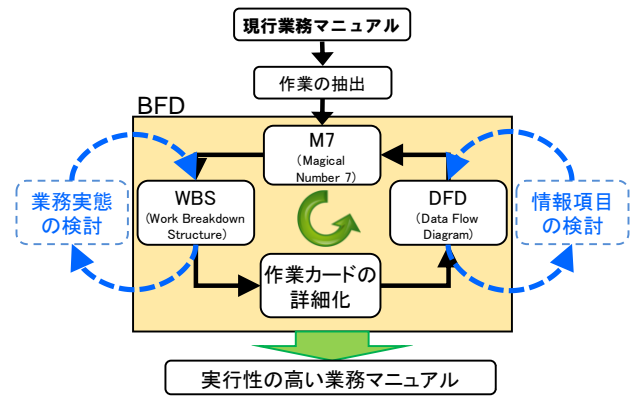 現行業務マニュアル
作業の抽出
BFD
M7
(Magical
Number 7)
業務実態
の検討
WBS
(Work Breakdown
Structure)
DFD
(Data Flow
Diagram)
情報項目
の検討
作業カードの
詳細化
実行性の高い業務マニュアル